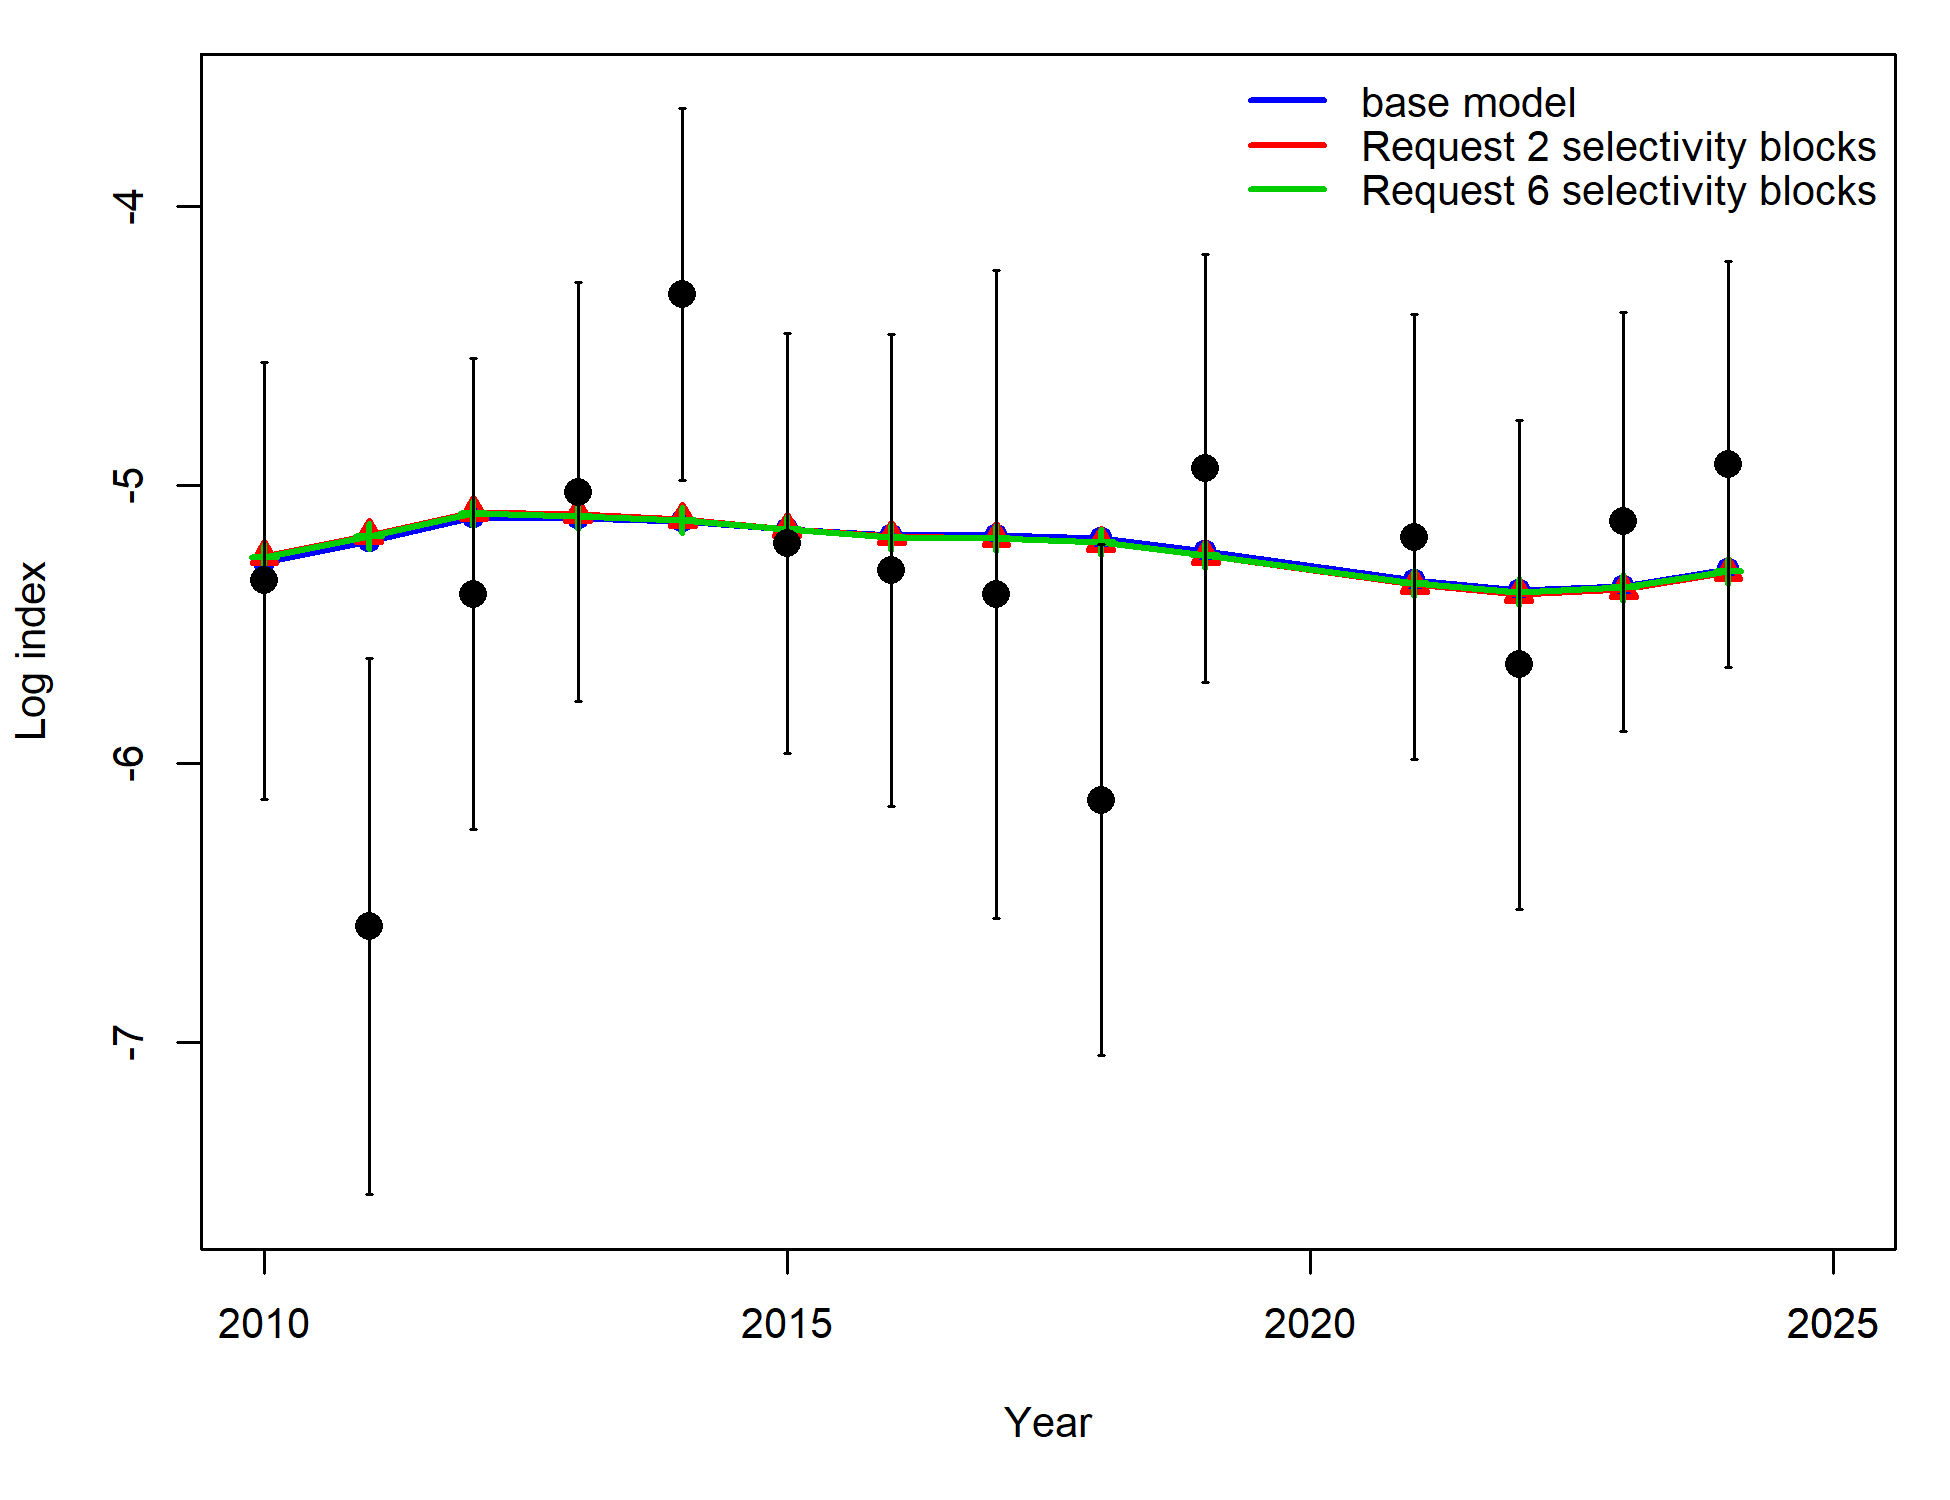 base model
Request 2 selectivity blocks
Request 6 selectivity blocks
-4
-5
-6
-7
Log index
2010 2015 2020 2025
Year